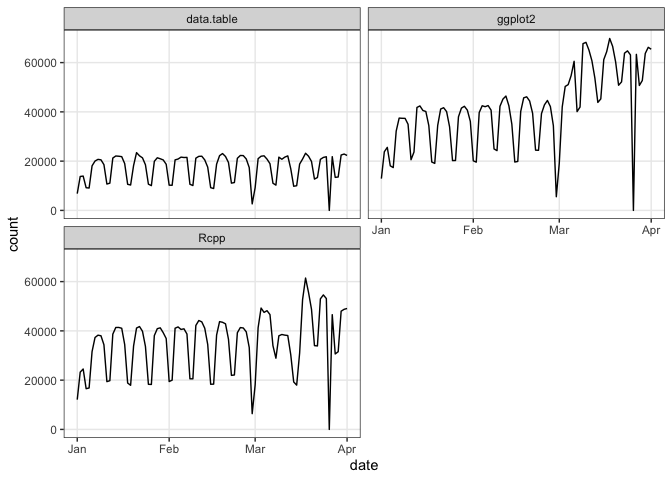 data.table
ggplot2
60000
40000
20000
0
Jan
Feb
Mar
Apr
Rcpp
60000
40000
20000
0
Jan
Feb
Mar
Apr
count
date